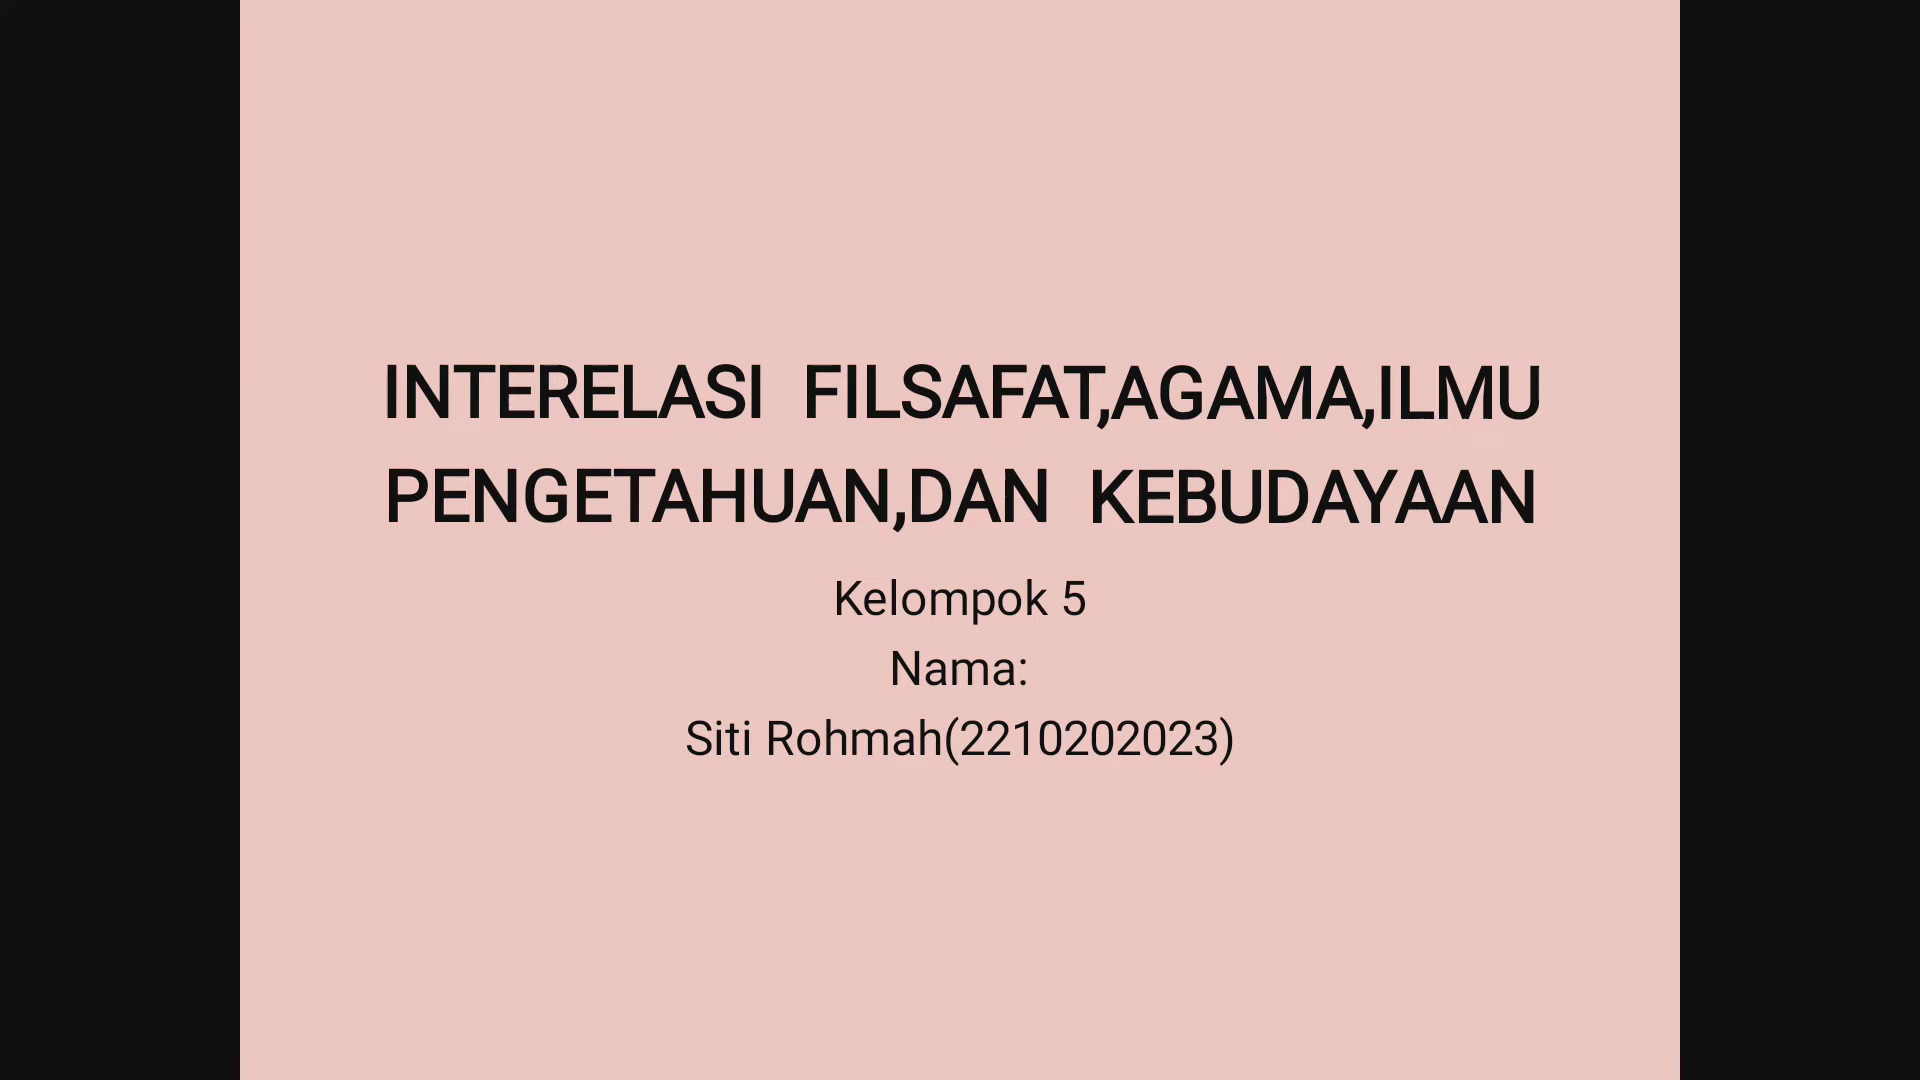 INTERELASI FILSAFAT,AGAMA,ILMU
PENGETAHUAN,DAN KEBUDAYAAN
Kelompok 5
Nama:
Siti Rohmah(2210202023)